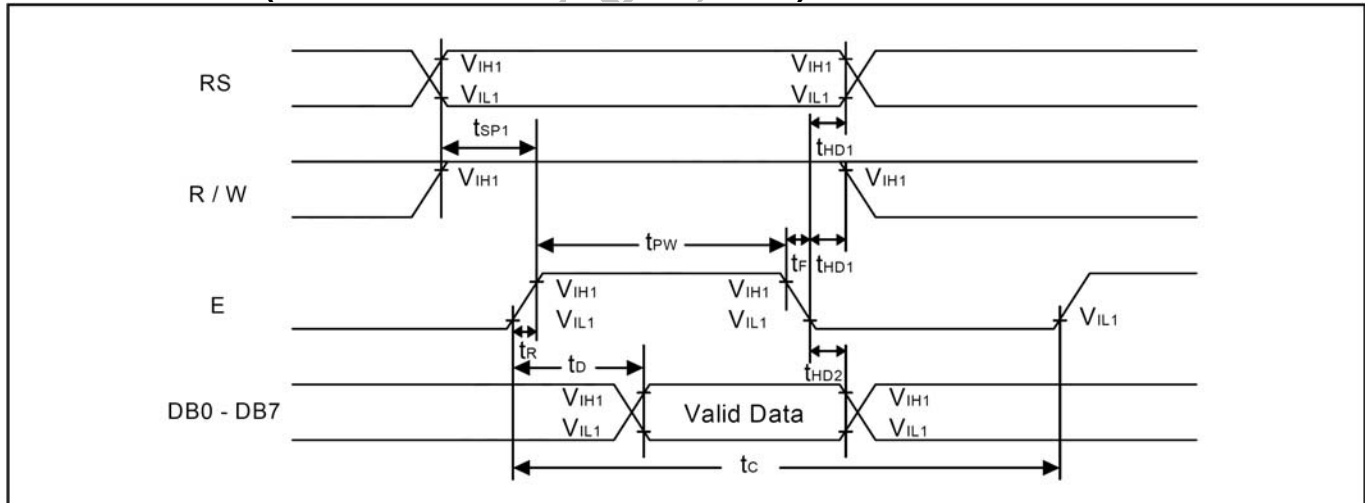 RS
VIH1 VIH1
VIL1 VIL1
tSP1
tHD1
R / W
VIH1 VIH1
tPW
tF tHD1
E
VIH1 VIH1
VIL1 VIL1 VIL1
tR
tD
tHD2
DB0 - DB7
VIH1 Valid Data VIH1
VIL1 VIL1
tC